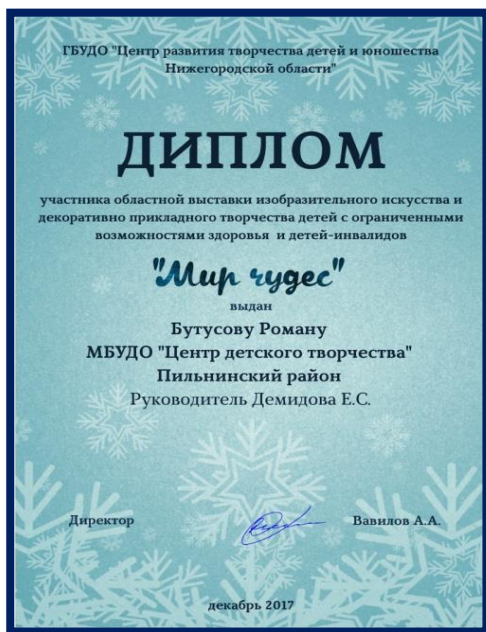 ГБУДО "Центр развития творчества детей и юношества
Нижегородской области"
ДИПЛОМ
участника областной выставки изобразительного искусства и
декоративно прикладного творчества детей с ограниченными
возможностями здоровья и детей-инвалидов
"Мир чудес"
выдан
Бутусову Роману
МБУДО "Центр детского творчества"
Пильнинский район
Руководитель Демидова Е.С.
Директор Вавилов А.А.
декабрь 2017